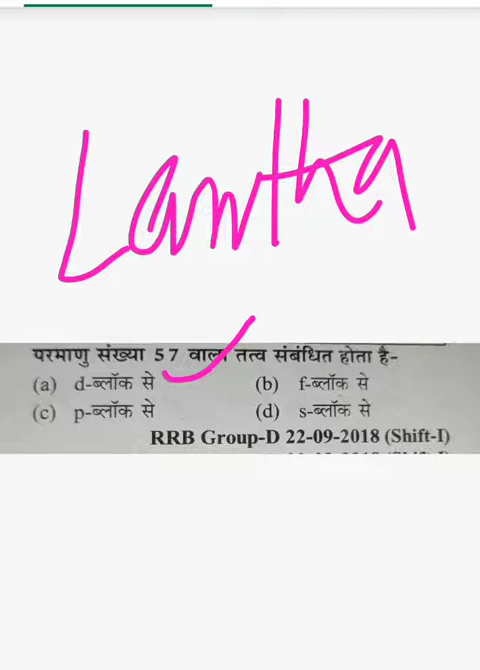 Lantha
परमाणु संख्या 57 वाला तत्व संबंधित होता है-
(a) d-ब्लॉक से (b) f-ब्लॉक से
(c) p-ब्लॉक से (d) s-ब्लॉक से
RRB Group-D 22-09-2018 (Shift-I)